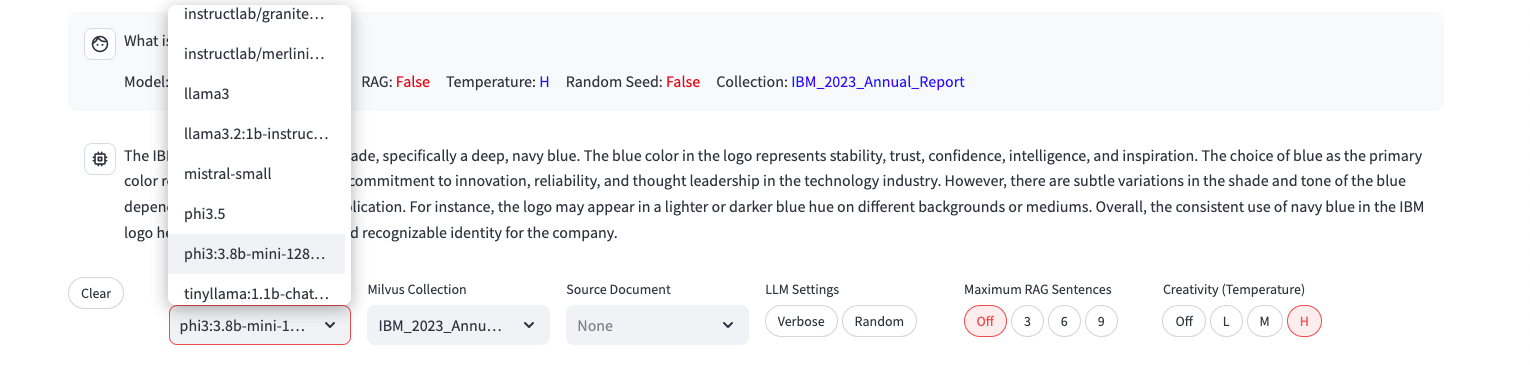 instructlab/granite…
What is
instructlab/merlini…
Model: RAG: False Temperature: H Random Seed: False Collection: IBM_2023_Annual_Report
llama3
llama3.2:1b-instruc…
mistral-small
phi3.5
phi3:3.8b-mini-128…
tinyllama:1.1b-chat…
The IB ade, specifically a deep, navy blue. The blue color in the logo represents stability, trust, confidence, intelligence, and inspiration. The choice of blue as the primary
color r commitment to innovation, reliability, and thought leadership in the technology industry. However, there are subtle variations in the shade and tone of the blue
depen lication. For instance, the logo may appear in a lighter or darker blue hue on different backgrounds or mediums. Overall, the consistent use of navy blue in the IBM
logo he d recognizable identity for the company.
Clear
phi3:3.8b-mini-1…
Milvus Collection
IBM_2023_Annu…
Source Document
None
LLM Settings
Verbose Random
Maximum RAG Sentences
Off 3 6 9
Creativity (Temperature)
Off L M H